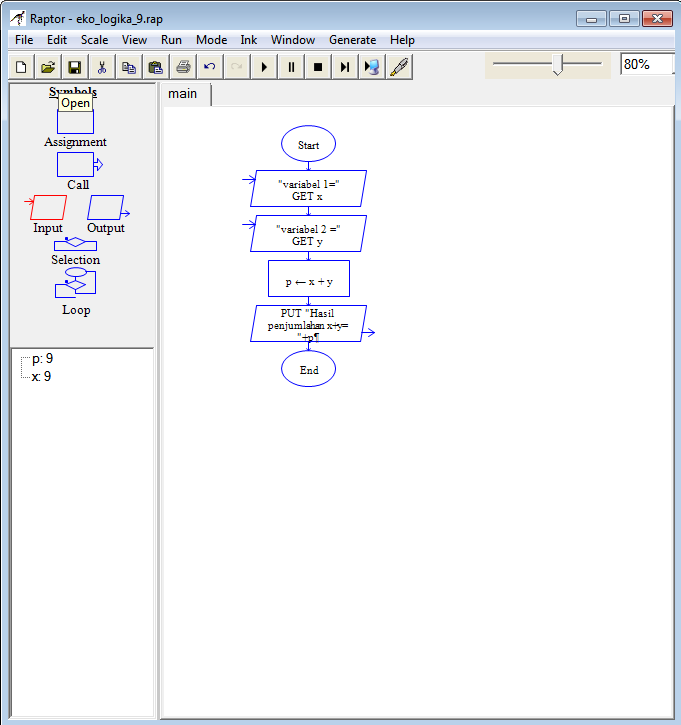 Raptor - eko_logika_9.rap
File Edit Scale View Run Mode Ink Window Generate Help
80%
Symbols
Open
Assignment
Call
Input Output
Selection
Loop
p: 9
x: 9
main
Start
"variabel 1="
GET x
"variabel 2 ="
GET y
p ← x + y
PUT "Hasil
penjumlahan x+y=
"+p¶
End